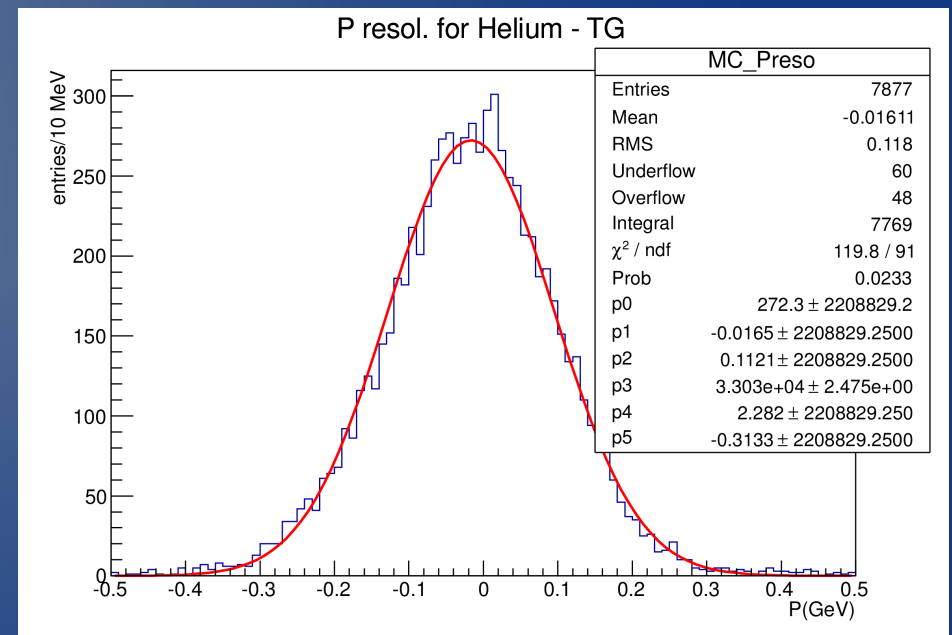 P resol. for Helium - TG
entries/10 MeV
300
250
200
150
100
50
0
-0.5 -0.4 -0.3 -0.2 -0.1 0 0.1 0.2 0.3 0.4 0.5
P(GeV)
MC_Preso
Entries 7877
Mean -0.01611
RMS 0.118
Underflow 60
Overflow 48
Integral 7769
χ² / ndf 119.8 / 91
Prob 0.0233
p0 272.3 ± 2208829.2
p1 -0.0165 ± 2208829.2500
p2 0.1121 ± 2208829.2500
p3 3.303e+04 ± 2.475e+00
p4 2.282 ± 2208829.250
p5 -0.3133 ± 2208829.2500